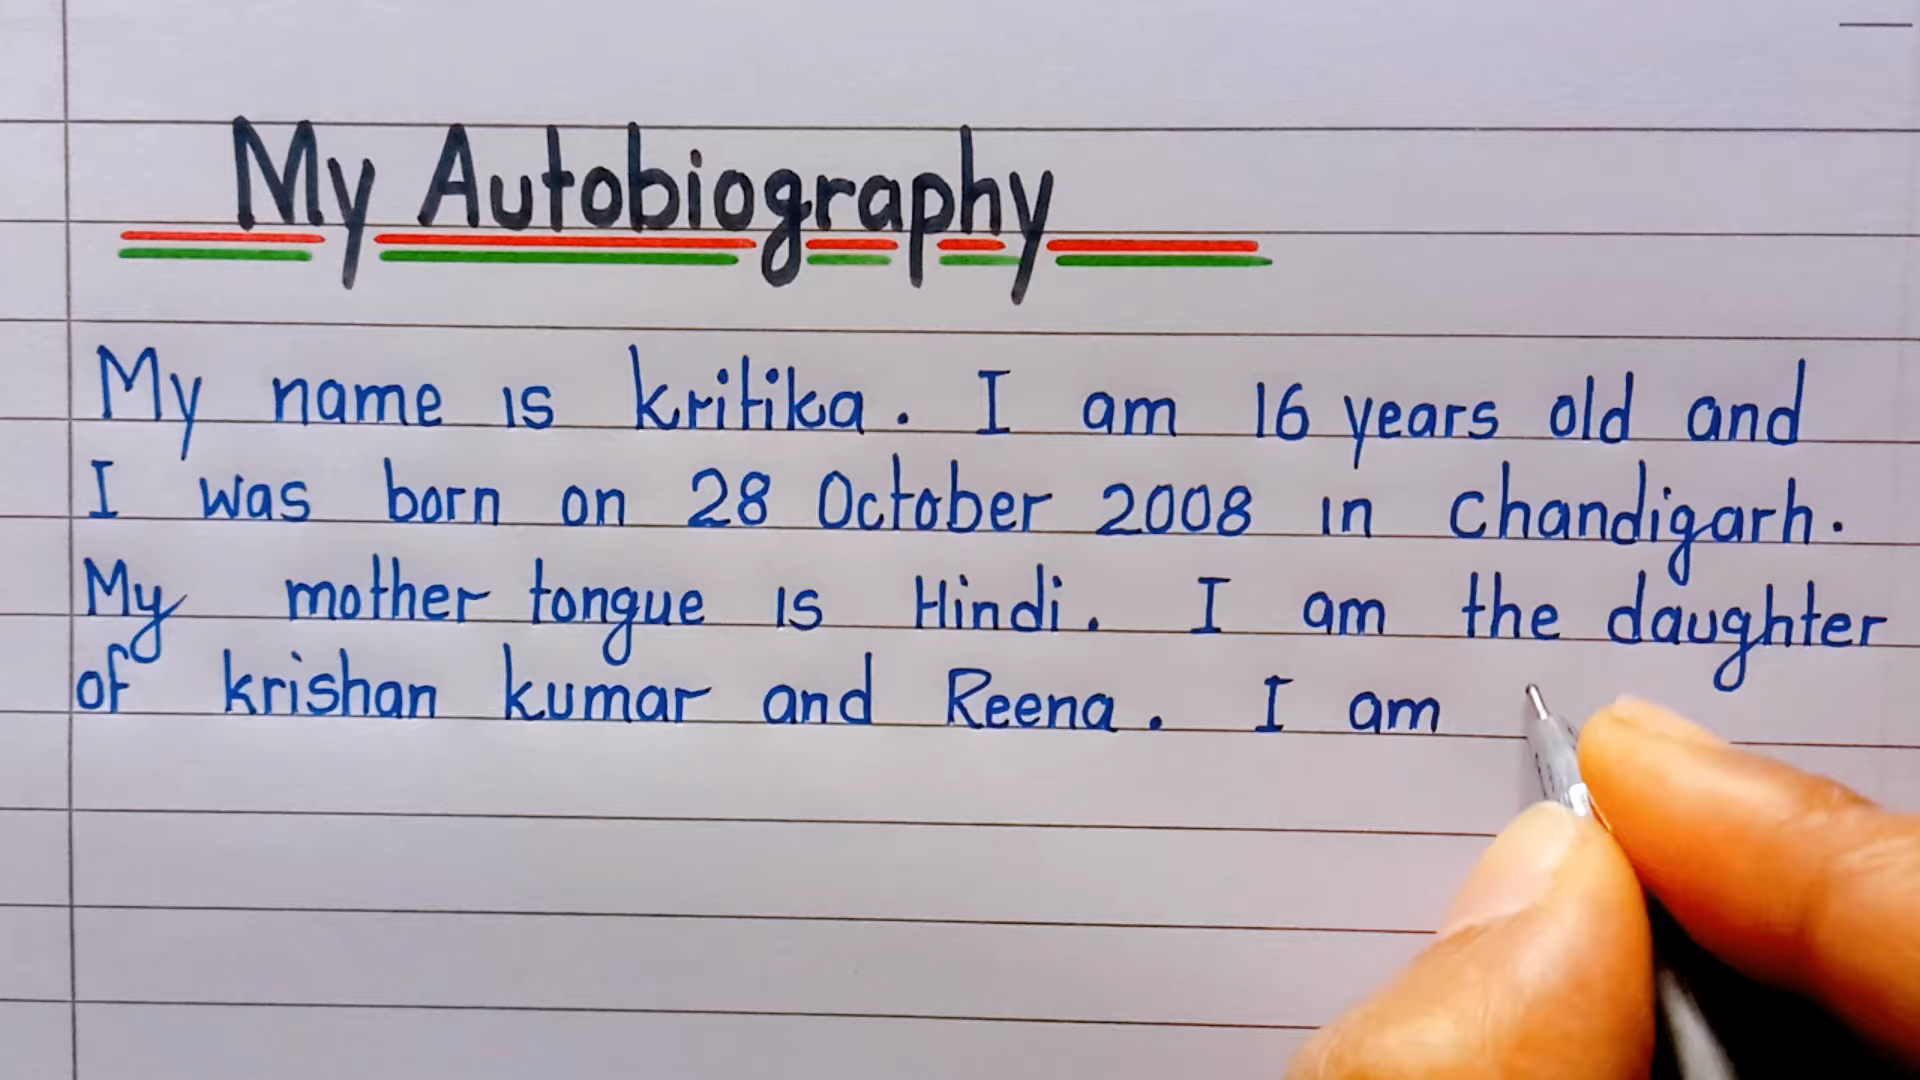 My Autobiography
My name is kritika. I am 16 years old and
I was born on 28 October 2008 in Chandigarh.
My mother tongue is Hindi. I am the daughter
of krishan kumar and Reena. I am